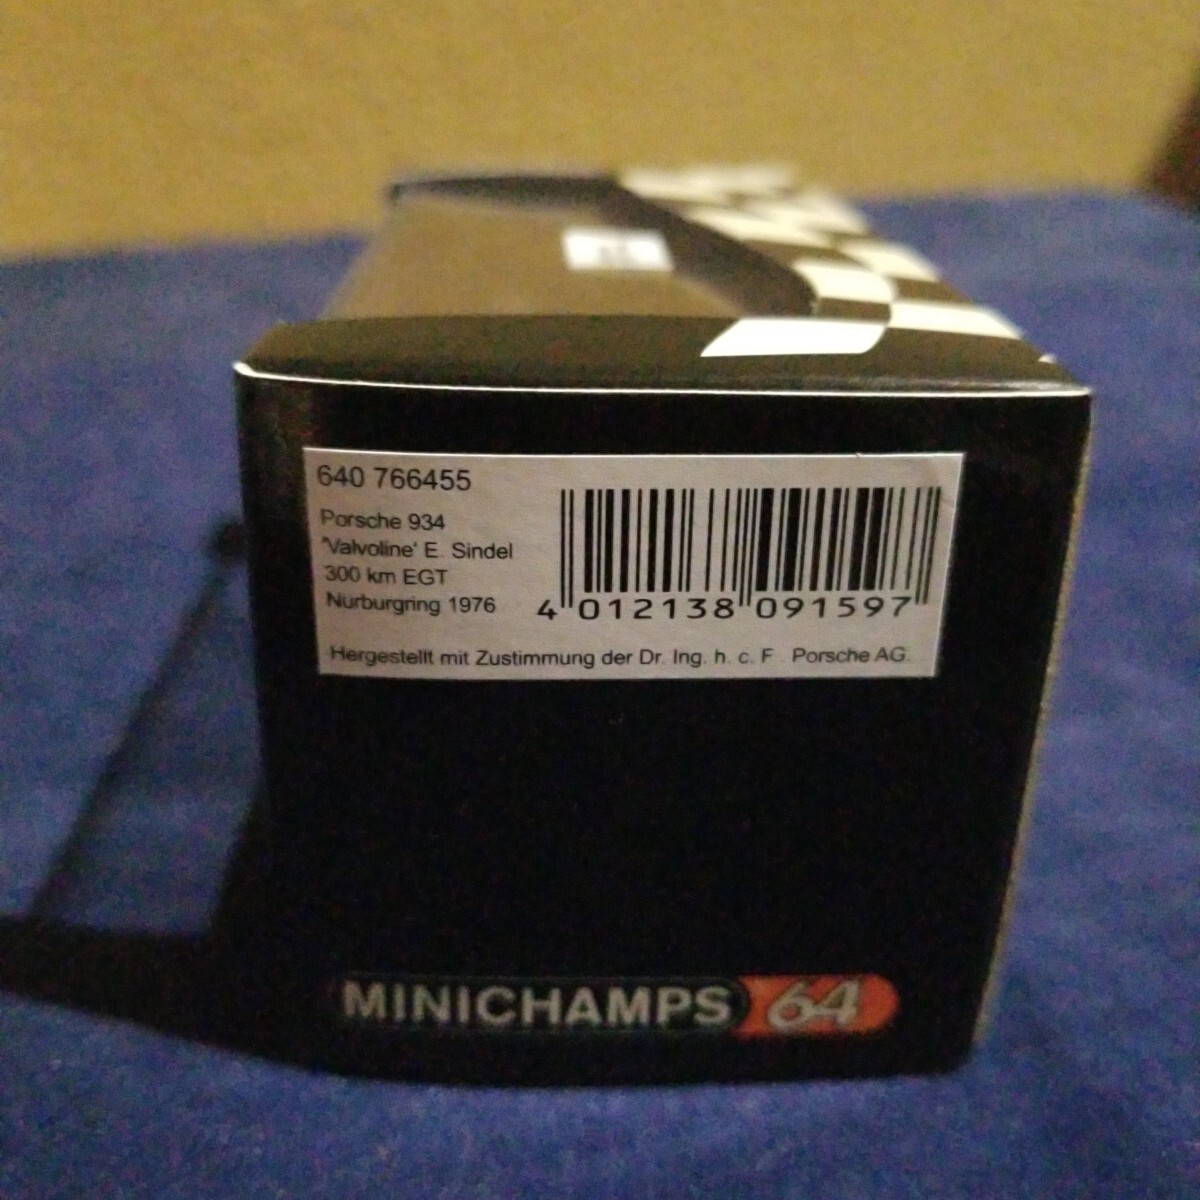 640 766455
Porsche 934
'Valvoline' E. Sindel
300 km EGT
Nürburgring 1976
4 012138 091597
Hergestellt mit Zustimmung der Dr. Ing. h. c. F . Porsche AG.
MINICHAMPS 64